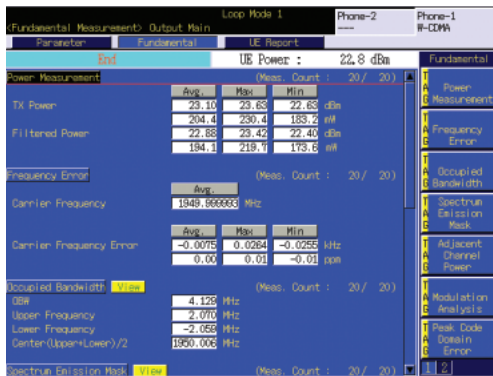 Loop Mode 1
Phone-2
Phone-1
<Fundamental Measurement> Output Main
----
W-CDMA
Parameter
Fundamental
UE Report
End
UE Power :
22.8 dBm
Fundamental
Power Measurement
(Meas. Count : 20/ 20)
Avg.
Max
Min
TX Power
23.10
23.63
22.63
dBm
204.4
230.4
183.2
mW
Filtered Power
22.88
23.42
22.40
dBm
194.1
219.7
173.6
mW
Frequency Error
(Meas. Count : 20/ 20)
Avg.
Carrier Frequency
1949.999993
MHz
Avg.
Max
Min
Carrier Frequency Error
-0.0075
0.0264
-0.0255
kHz
0.00
0.01
-0.01
ppm
Occupied Bandwidth
View
(Meas. Count : 20/ 20)
OBW
4.129
MHz
Upper Frequency
2.070
MHz
Lower Frequency
-2.059
MHz
Center(Upper+Lower)/2
1950.006
MHz
Spectrum Emission Mask
View
(Meas. Count : 20/ 20)
TAG
Power
Measurement
TAG
Frequency
Error
TAG
Occupied
Bandwidth
TAG
Spectrum
Emission
Mask
TAG
Adjacent
Channel
Power
TAG
Modulation
Analysis
TAG
Peak Code
Domain
Error
1
2